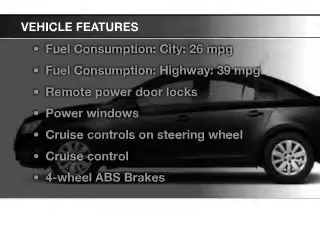 VEHICLE FEATURES
• Fuel Consumption: City: 26 mpg
• Fuel Consumption: Highway: 39 mpg
• Remote power door locks
• Power windows
• Cruise controls on steering wheel
• Cruise control
• 4-wheel ABS Brakes